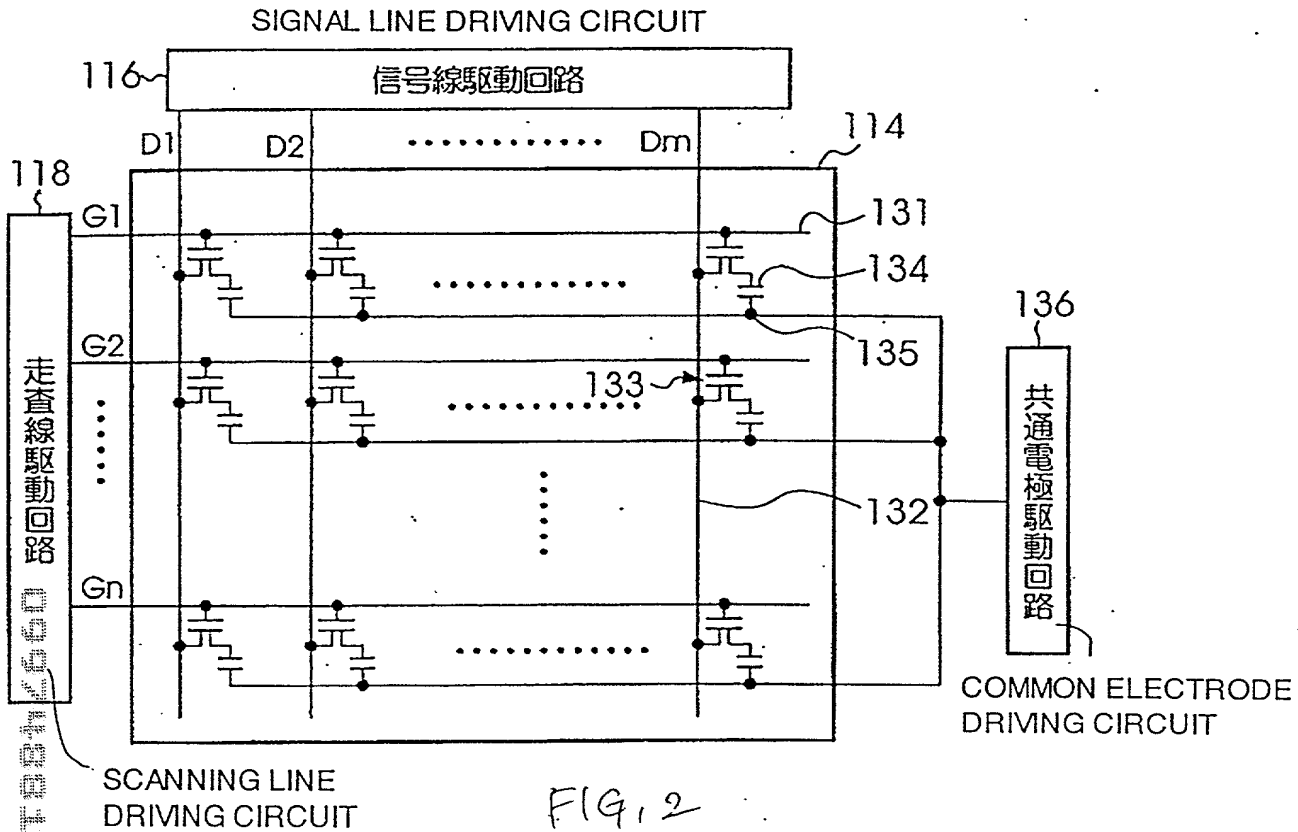 SIGNAL LINE DRIVING CIRCUIT
116
信号線駆動回路
D1
D2
Dm
114
118
G1
131
134
135
136
G2
133
走査線駆動回路
共通電極駆動回路
132
Gn
COMMON ELECTRODE
DRIVING CIRCUIT
SCANNING LINE
DRIVING CIRCUIT
FIG, 2